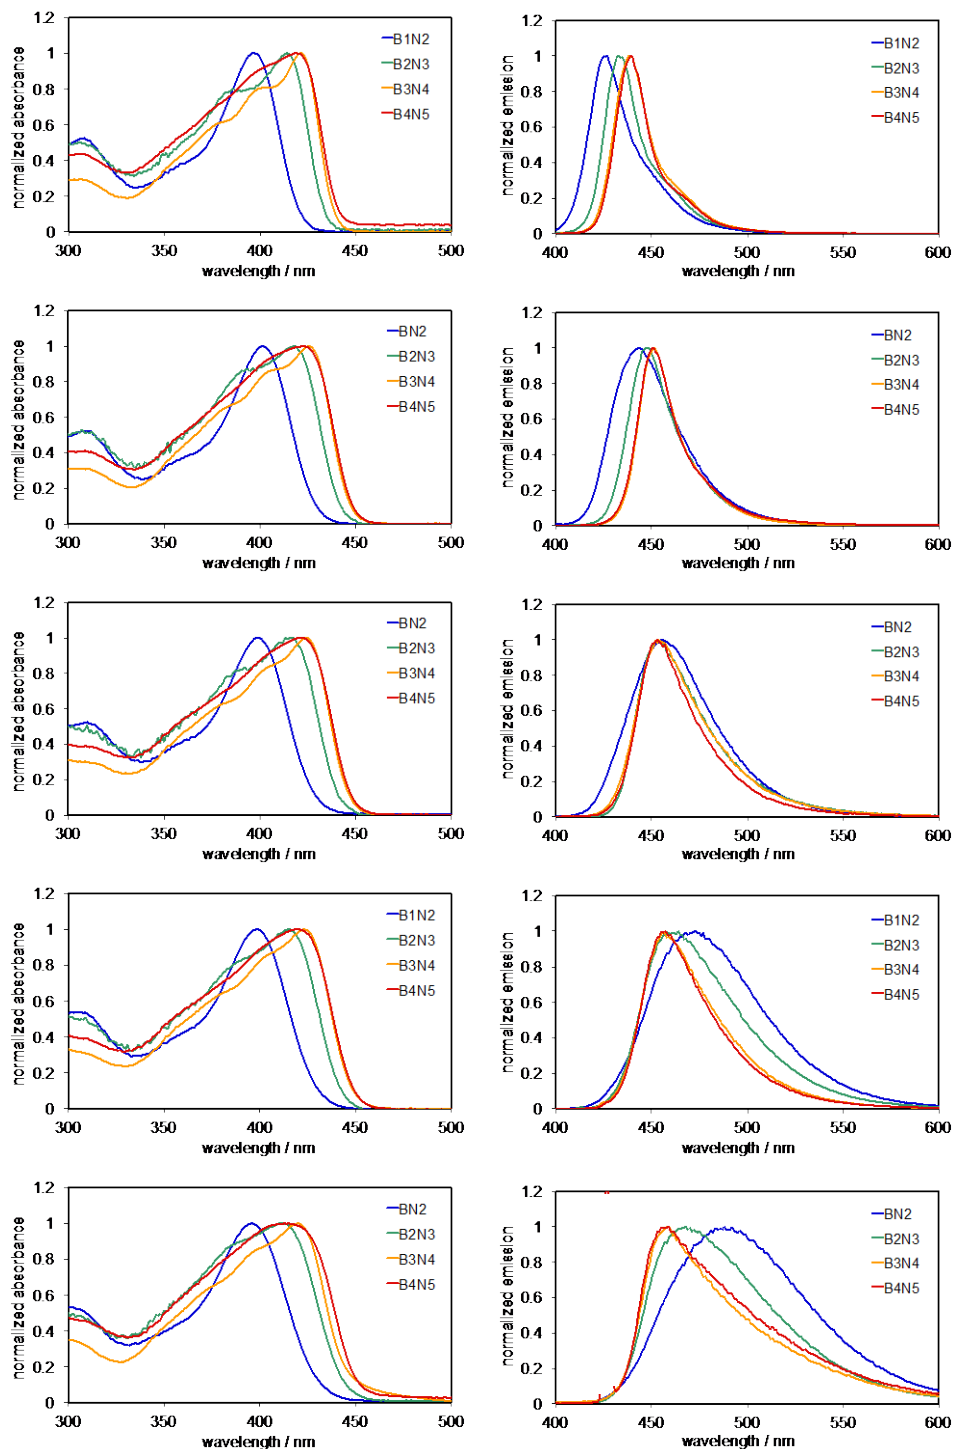 1.2
1
0.8
0.6
0.4
0.2
0
normalized absorbance
300
350
400
450
500
wavelength / nm
B1N2
B2N3
B3N4
B4N5
1.2
1
0.8
0.6
0.4
0.2
0
normalized emission
400
450
500
550
600
wavelength / nm
B1N2
B2N3
B3N4
B4N5
1.2
1
0.8
0.6
0.4
0.2
0
normalized absorbance
300
350
400
450
500
wavelength / nm
BN2
B2N3
B3N4
B4N5
1.2
1
0.8
0.6
0.4
0.2
0
normalized emission
400
450
500
550
600
wavelength / nm
BN2
B2N3
B3N4
B4N5
1.2
1
0.8
0.6
0.4
0.2
0
normalized absorbance
300
350
400
450
500
wavelength / nm
BN2
B2N3
B3N4
B4N5
1.2
1
0.8
0.6
0.4
0.2
0
normalized emission
400
450
500
550
600
wavelength / nm
BN2
B2N3
B3N4
B4N5
1.2
1
0.8
0.6
0.4
0.2
0
normalized absorbance
300
350
400
450
500
wavelength / nm
B1N2
B2N3
B3N4
B4N5
1.2
1
0.8
0.6
0.4
0.2
0
normalized emission
400
450
500
550
600
wavelength / nm
B1N2
B2N3
B3N4
B4N5
1.2
1
0.8
0.6
0.4
0.2
0
normalized absorbance
300
350
400
450
500
wavelength / nm
BN2
B2N3
B3N4
B4N5
1.2
1
0.8
0.6
0.4
0.2
0
normalized emission
400
450
500
550
600
wavelength / nm
BN2
B2N3
B3N4
B4N5